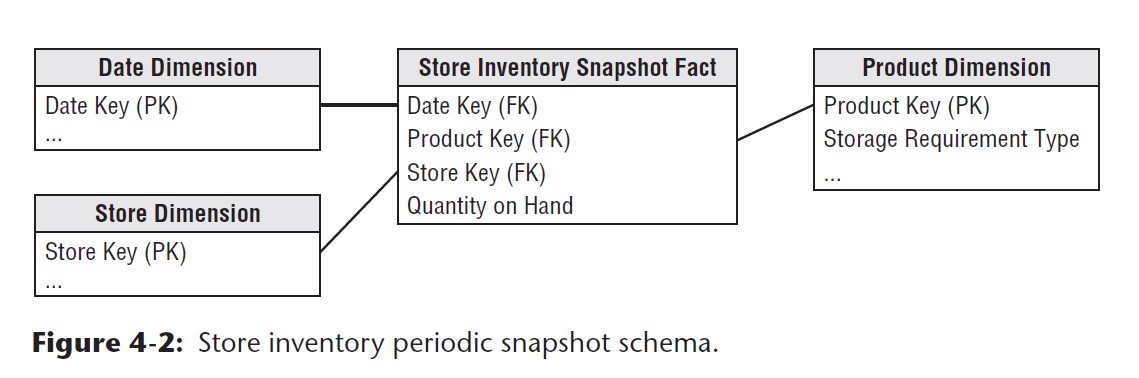 Date Dimension
Date Key (PK)
...
Store Dimension
Store Key (PK)
...
Store Inventory Snapshot Fact
Date Key (FK)
Product Key (FK)
Store Key (FK)
Quantity on Hand
Product Dimension
Product Key (PK)
Storage Requirement Type
...
Figure 4-2: Store inventory periodic snapshot schema.